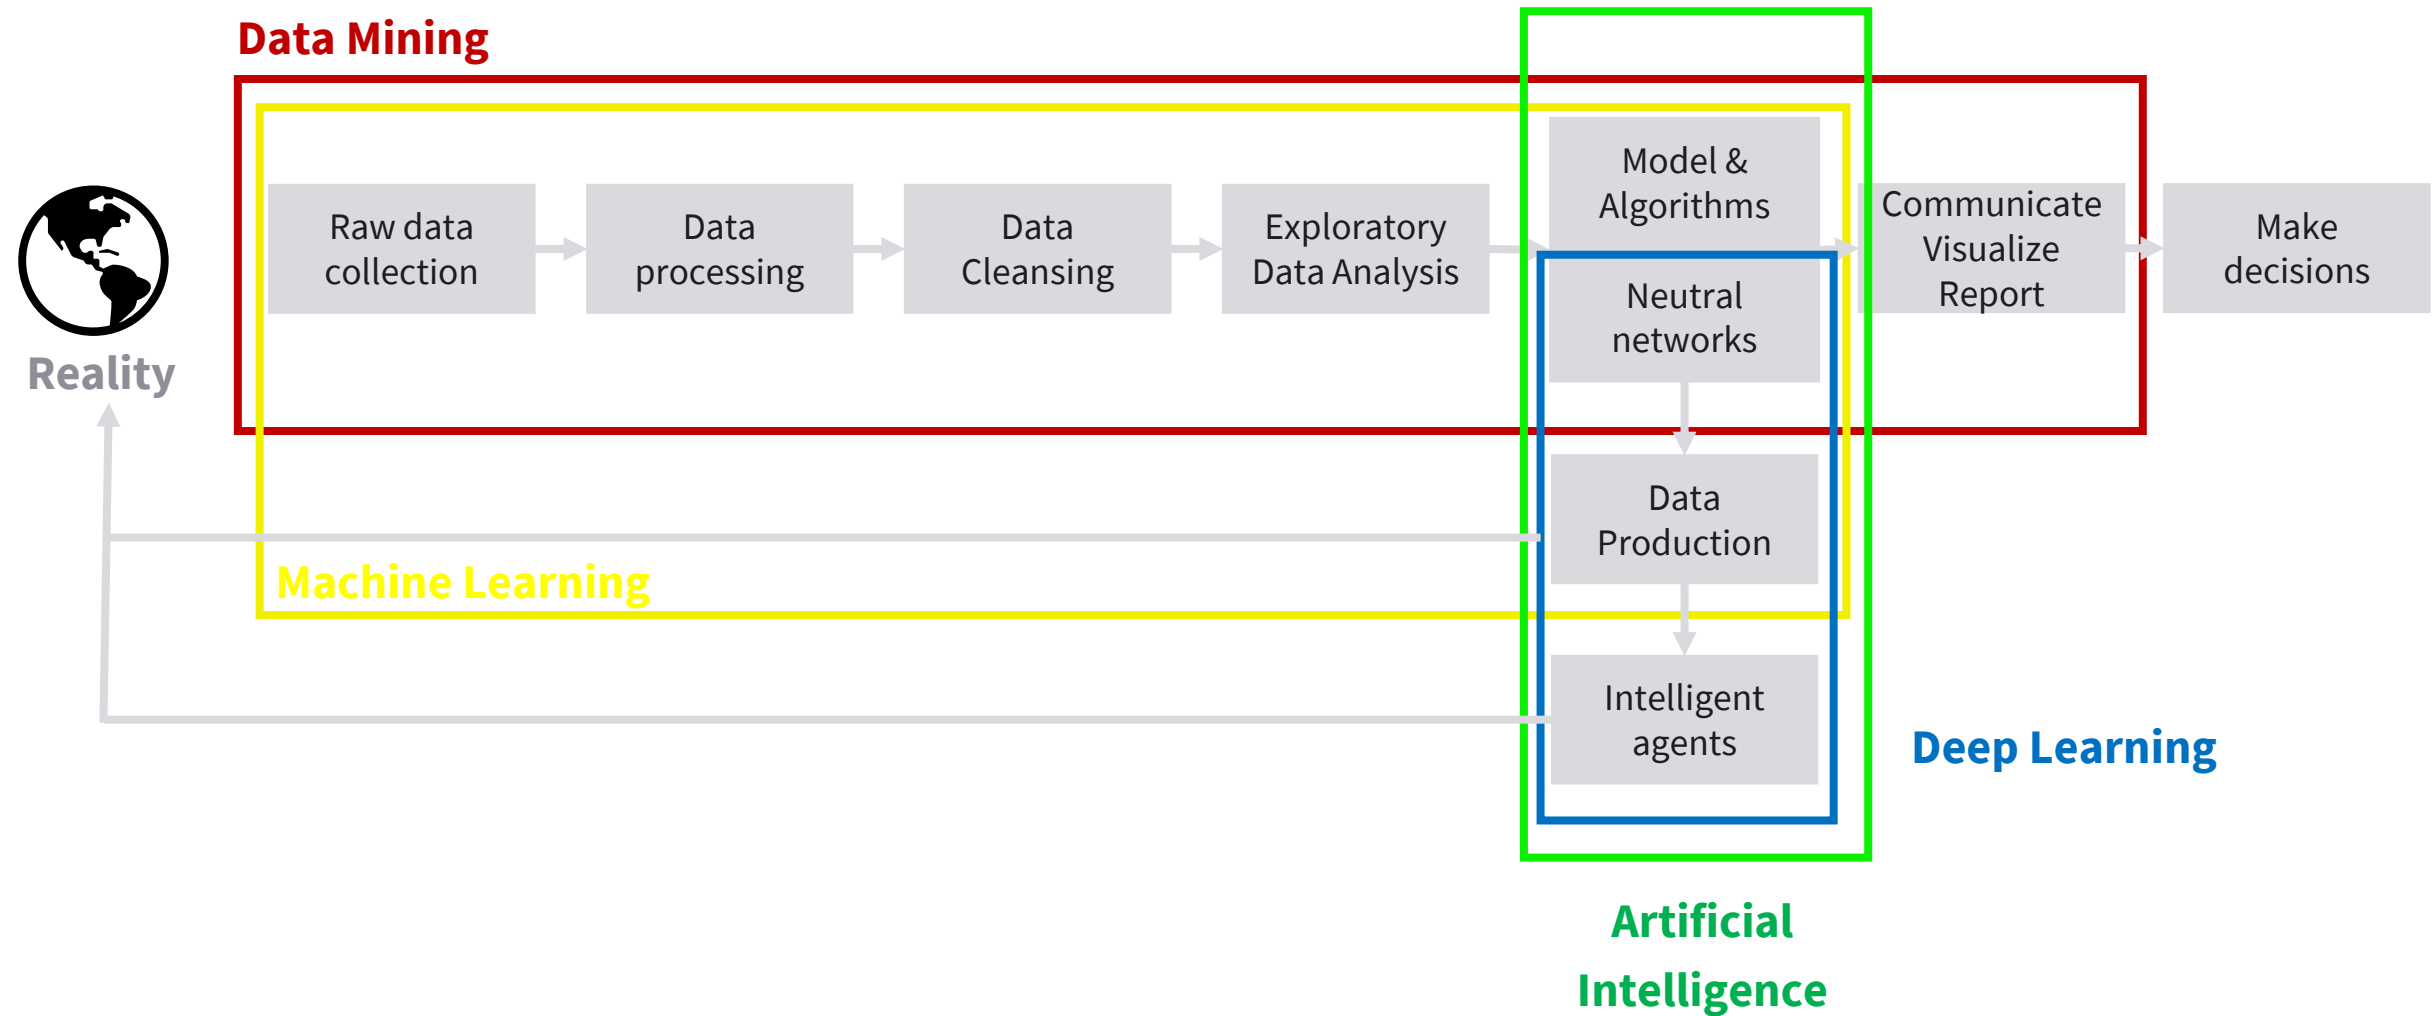 Data Mining
Reality
Raw data
collection
Data
processing
Data
Cleansing
Exploratory
Data Analysis
Model &
Algorithms
Neutral
networks
Communicate
Visualize
Report
Make
decisions
Data
Production
Machine Learning
Intelligent
agents
Deep Learning
Artificial
Intelligence